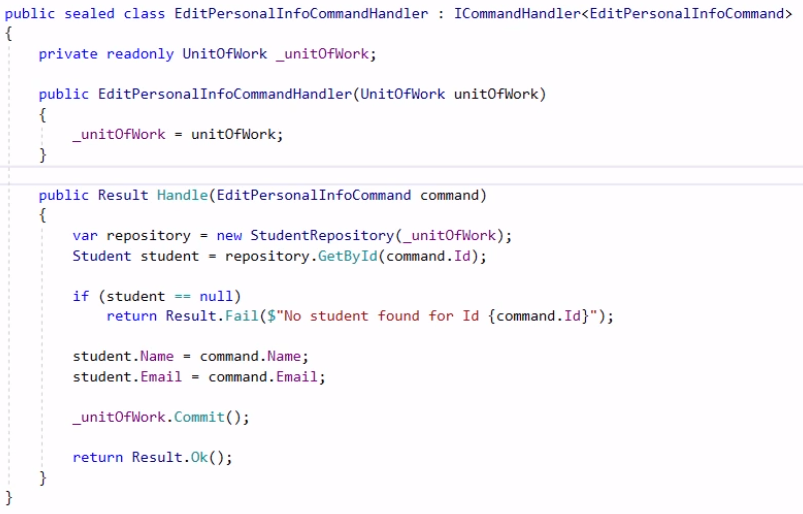 public sealed class EditPersonalInfoCommandHandler : ICommandHandler<EditPersonalInfoCommand>
{
    private readonly UnitOfWork _unitOfWork;

    public EditPersonalInfoCommandHandler(UnitOfWork unitOfWork)
    {
        _unitOfWork = unitOfWork;
    }

    public Result Handle(EditPersonalInfoCommand command)
    {
        var repository = new StudentRepository(_unitOfWork);
        Student student = repository.GetById(command.Id);

        if (student == null)
            return Result.Fail($"No student found for Id {command.Id}");

        student.Name = command.Name;
        student.Email = command.Email;

        _unitOfWork.Commit();

        return Result.Ok();
    }
}